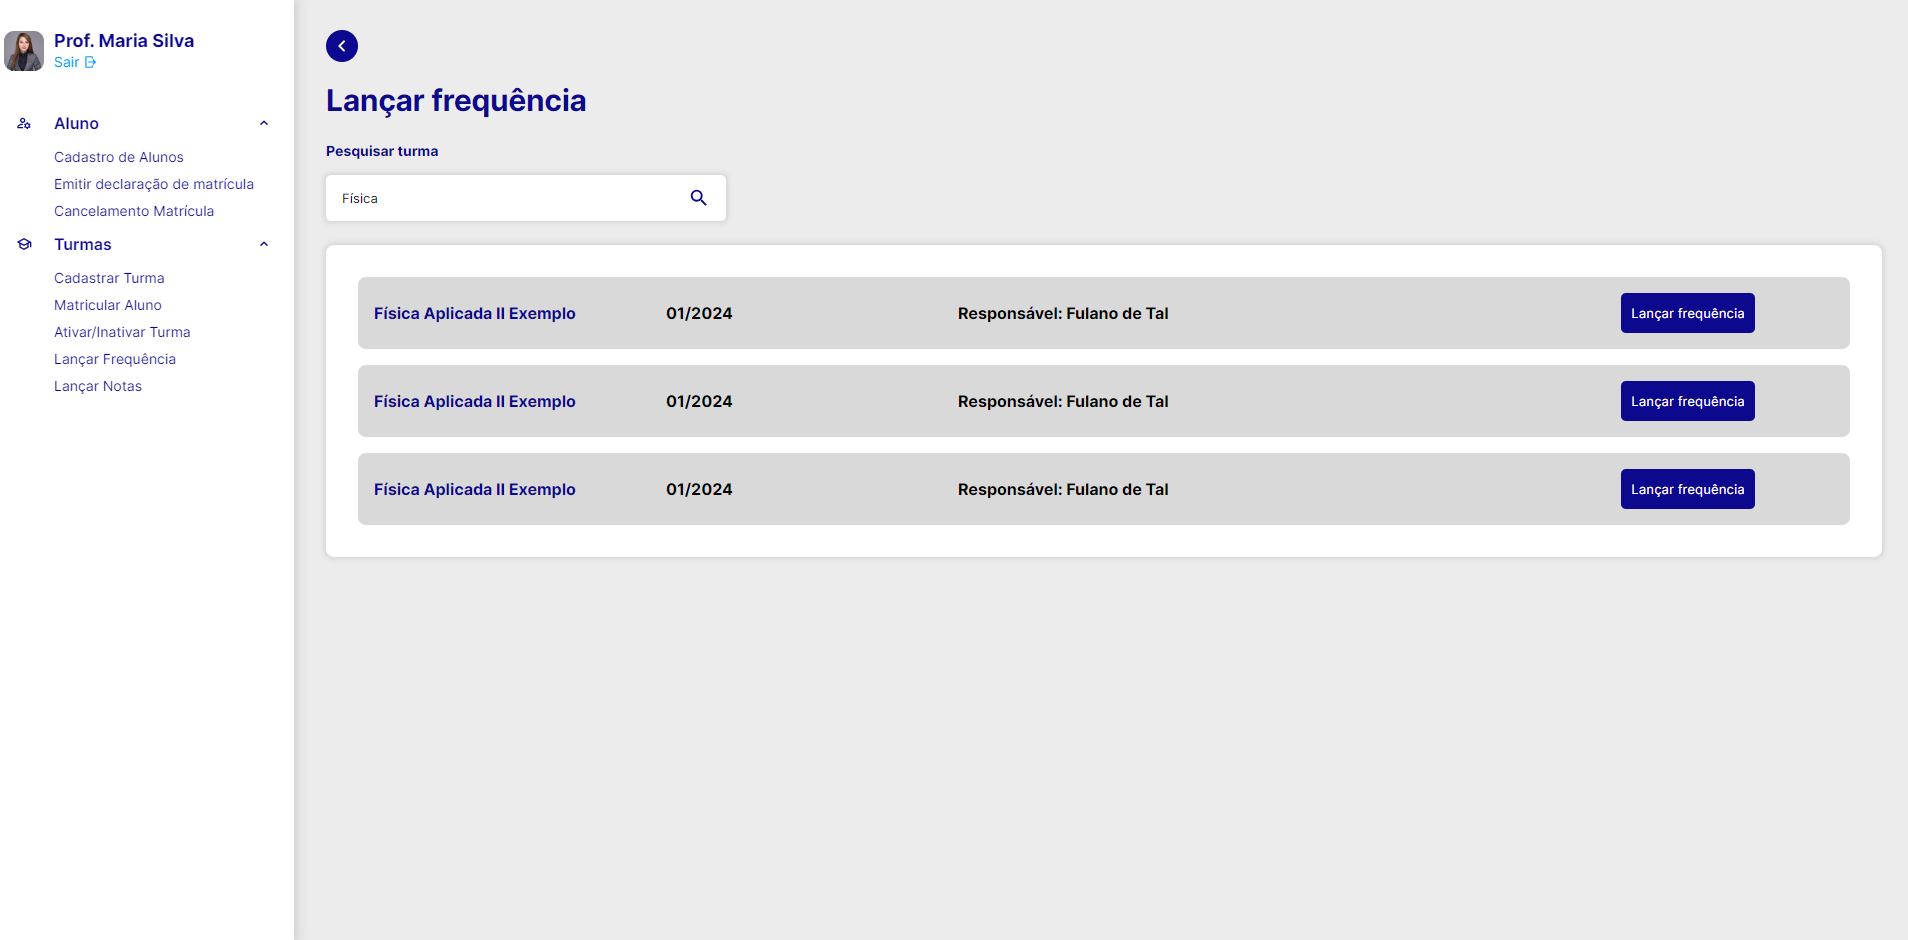 Prof. Maria Silva
Sair
Aluno
Cadastro de Alunos
Emitir declaração de matrícula
Cancelamento Matrícula
Turmas
Cadastrar Turma
Matricular Aluno
Ativar/Inativar Turma
Lançar Frequência
Lançar Notas
Lançar frequência
Pesquisar turma
Física
Física Aplicada II Exemplo 01/2024 Responsável: Fulano de Tal Lançar frequência
Física Aplicada II Exemplo 01/2024 Responsável: Fulano de Tal Lançar frequência
Física Aplicada II Exemplo 01/2024 Responsável: Fulano de Tal Lançar frequência